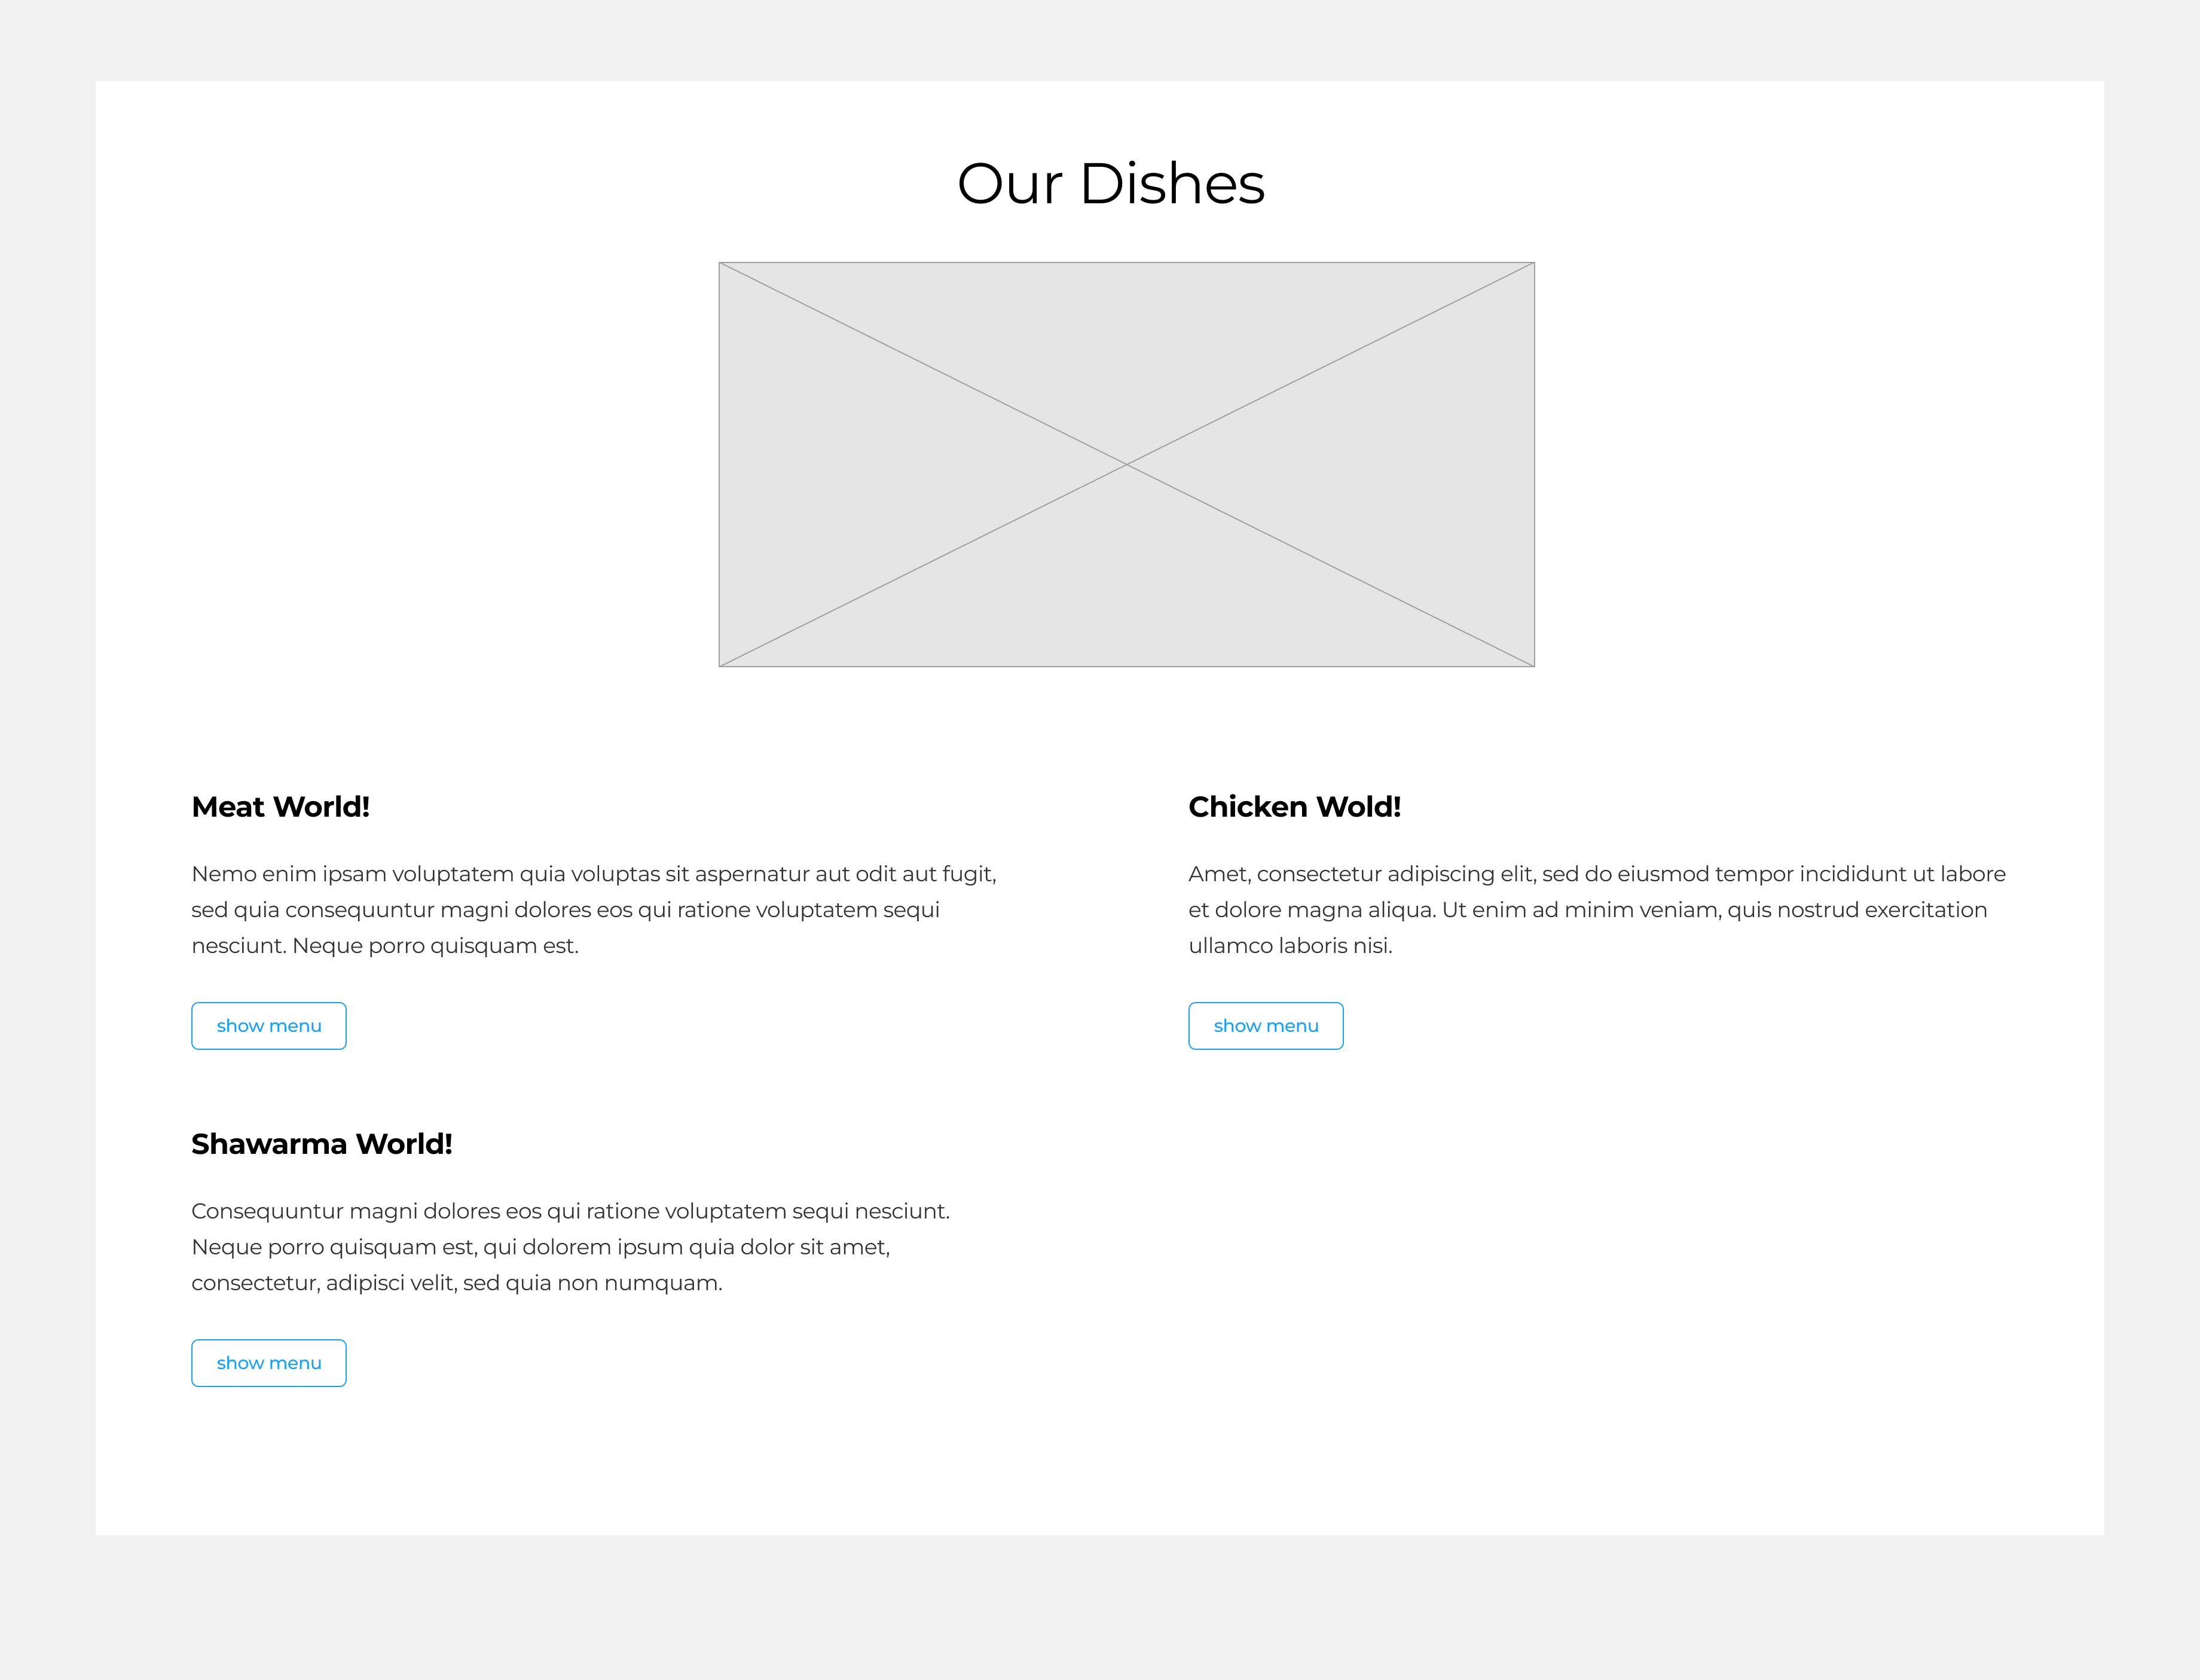 Our Dishes
Meat World!
Nemo enim ipsam voluptatem quia voluptas sit aspernatur aut odit aut fugit,
sed quia consequuntur magni dolores eos qui ratione voluptatem sequi
nesciunt. Neque porro quisquam est.
show menu
Chicken Wold!
Amet, consectetur adipiscing elit, sed do eiusmod tempor incididunt ut labore
et dolore magna aliqua. Ut enim ad minim veniam, quis nostrud exercitation
ullamco laboris nisi.
show menu
Shawarma World!
Consequuntur magni dolores eos qui ratione voluptatem sequi nesciunt.
Neque porro quisquam est, qui dolorem ipsum quia dolor sit amet,
consectetur, adipisci velit, sed quia non numquam.
show menu